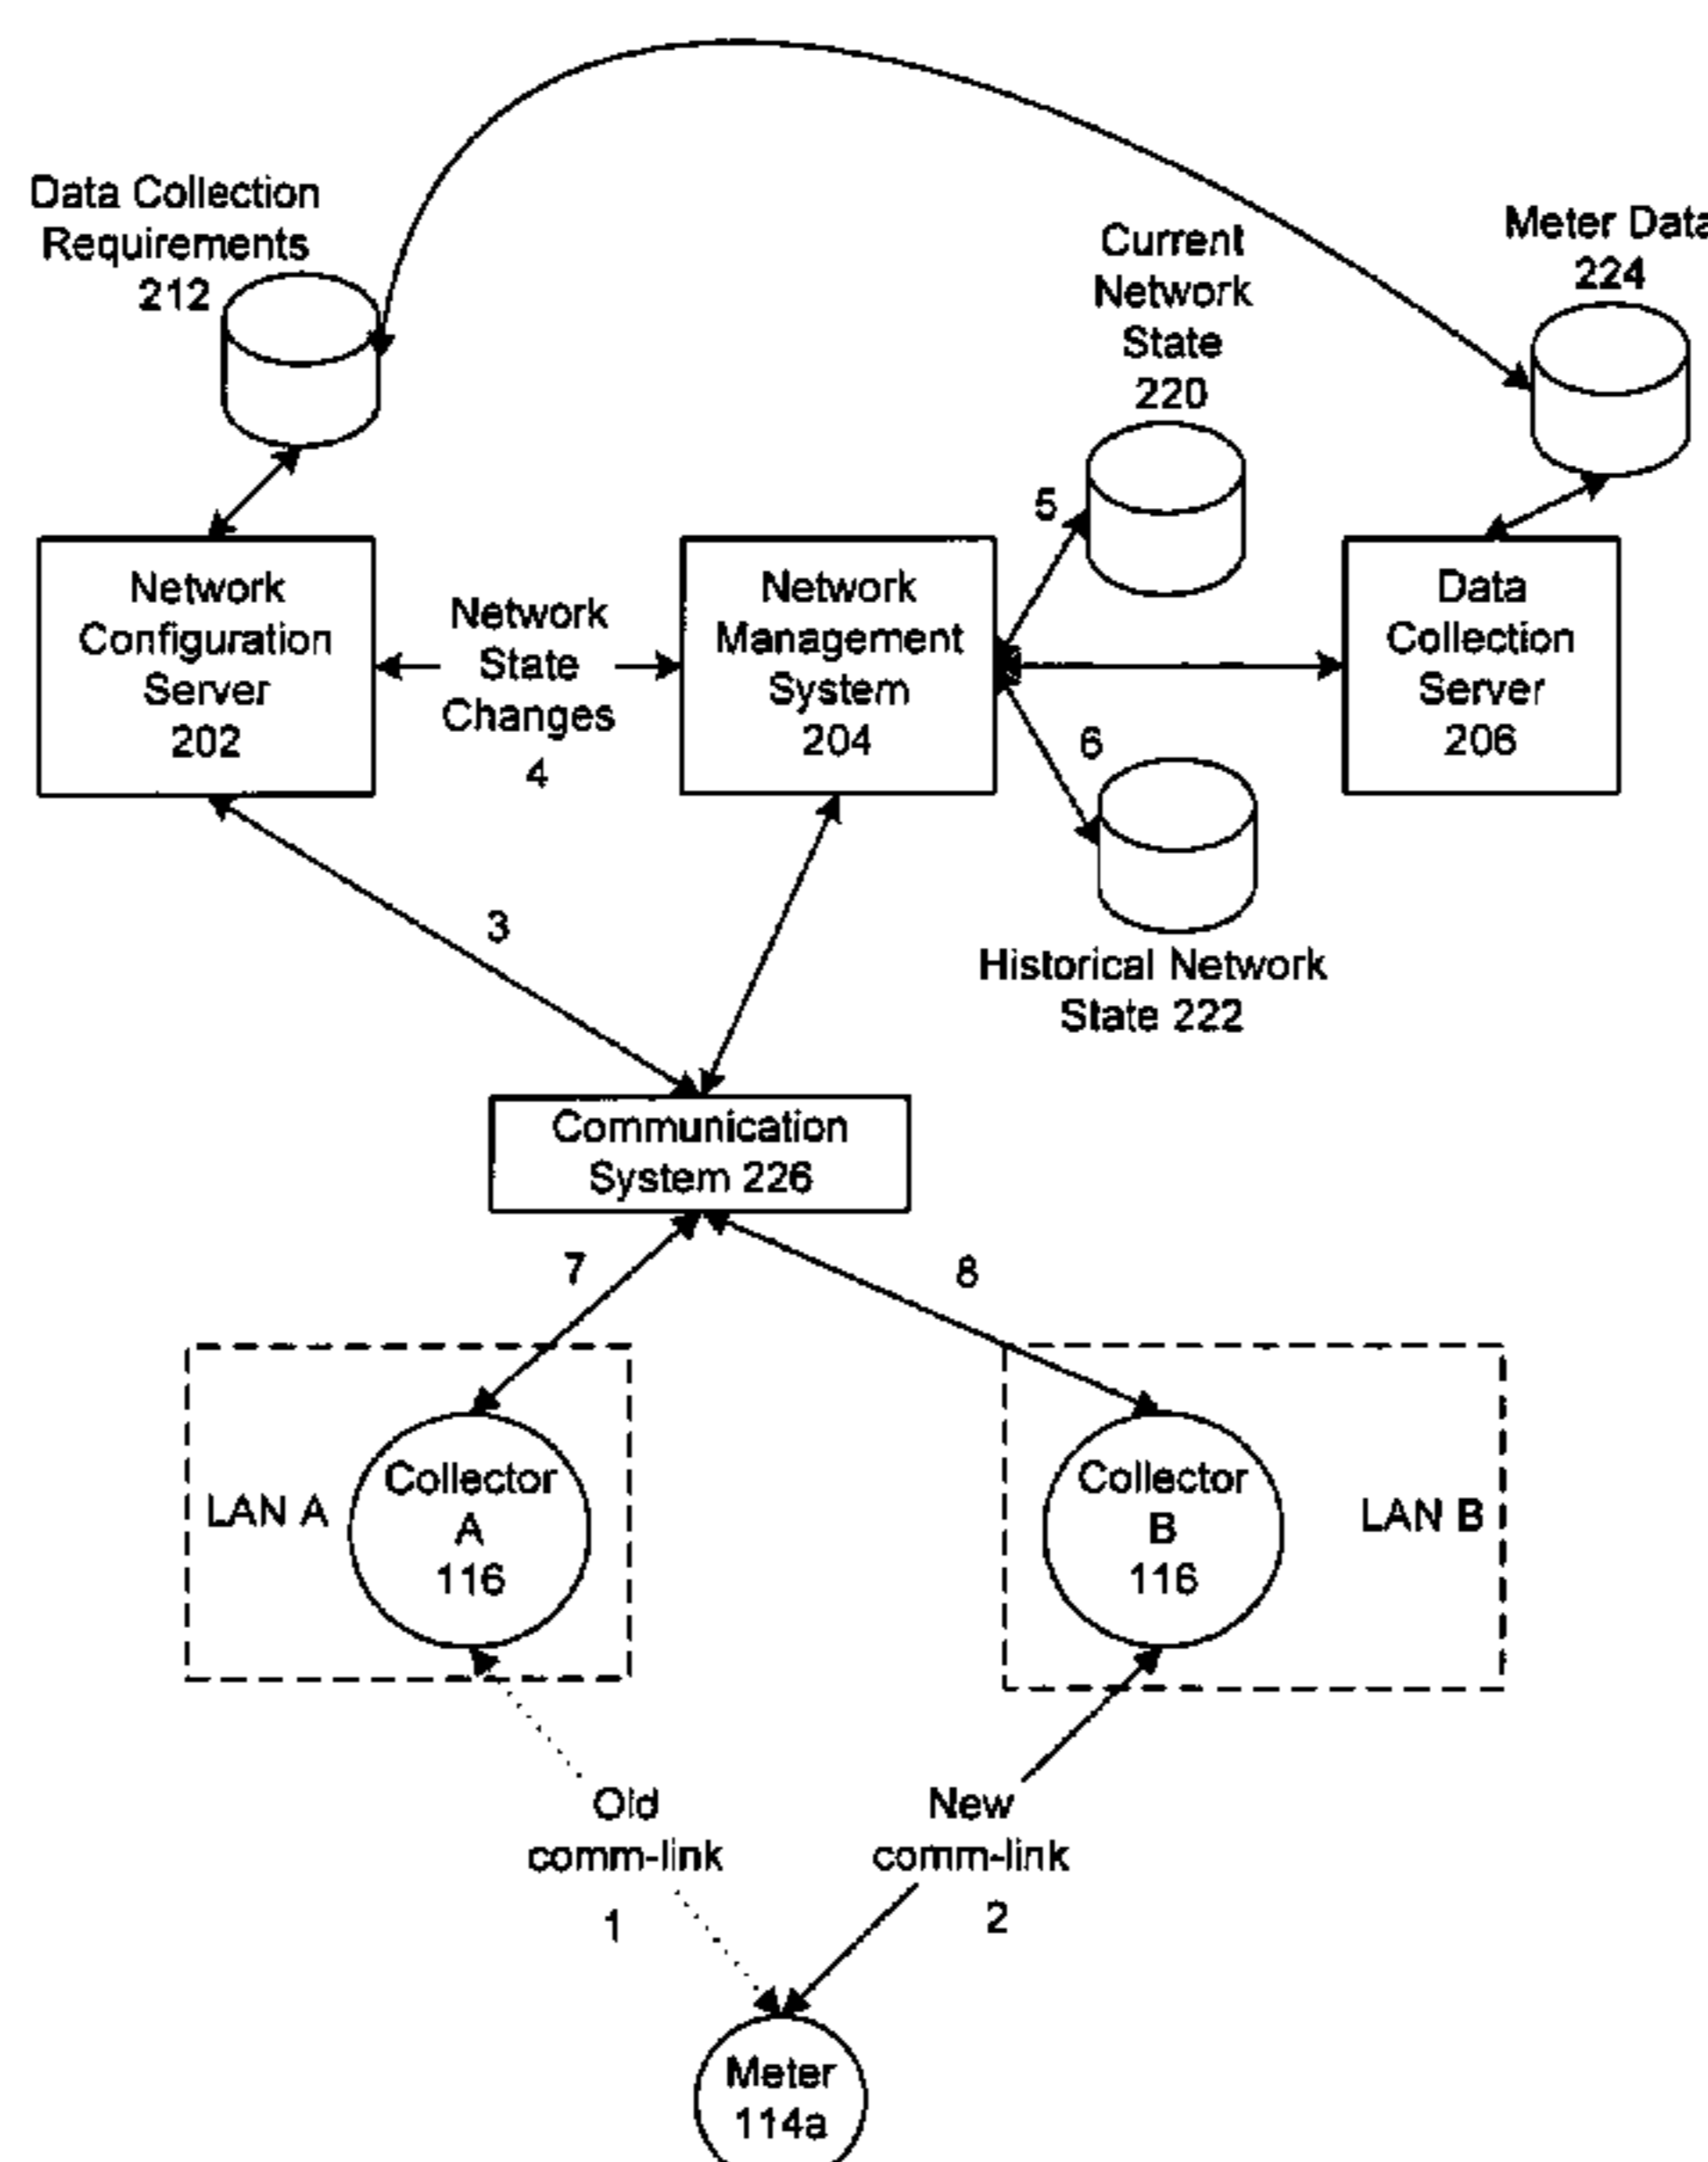 Data Collection
Requirements
212
Current
Network
State
220
Meter Data
224
5
Network
Configuration
Server
202
Network
State
Changes
4
Network
Management
System
204
Data
Collection
Server
206
6
3
Historical Network
State 222
Communication
System 226
7
8
LAN A
Collector
A
116
Collector
B
116
LAN B
Old
comm-link
1
New
comm-link
2
Meter
114a